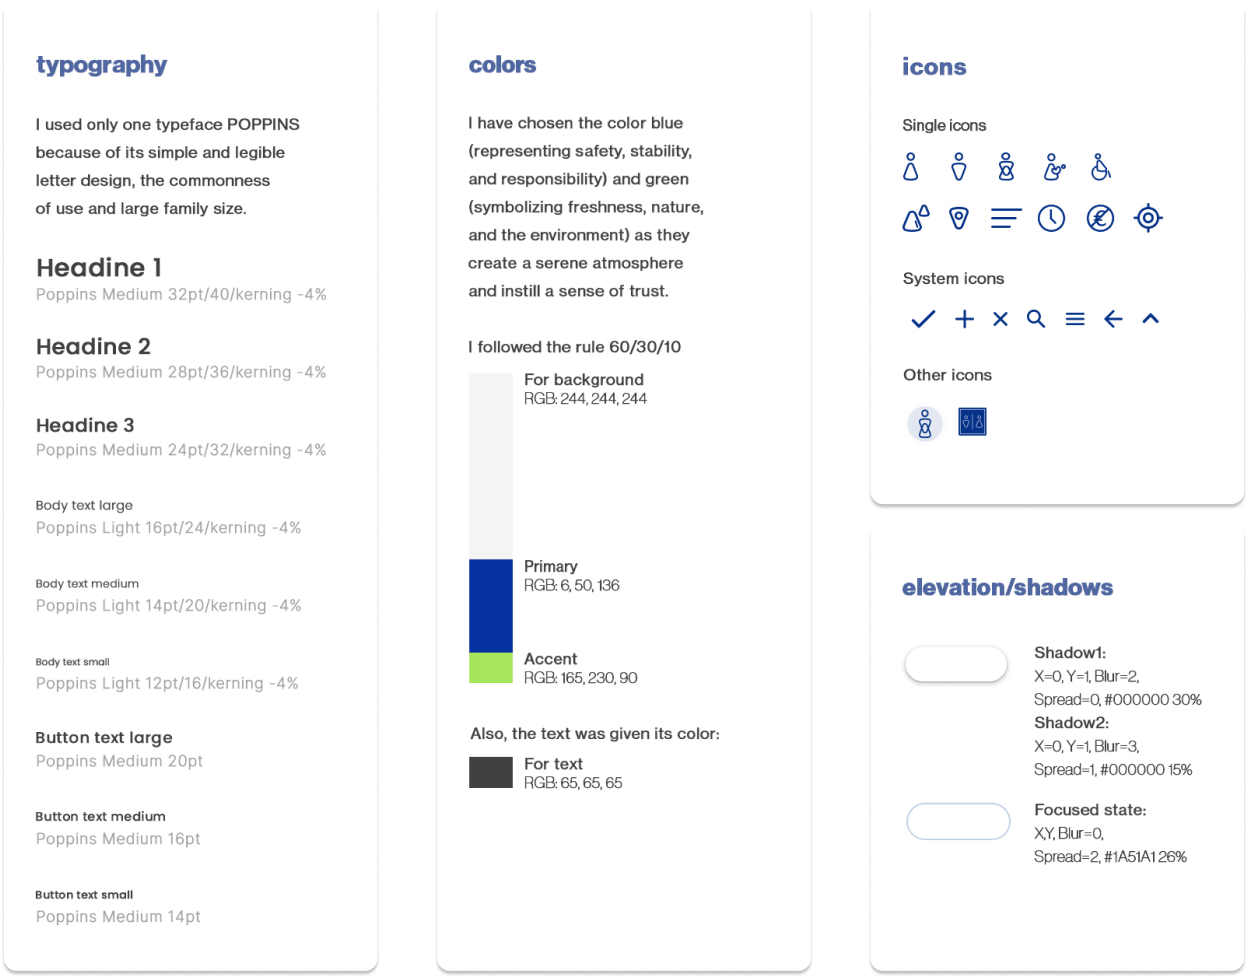 typography
I used only one typeface POPPINS
because of its simple and legible
letter design, the commonness
of use and large family size.
Headine 1
Poppins Medium 32pt/40/kerning -4%
Headine 2
Poppins Medium 28pt/36/kerning -4%
Headine 3
Poppins Medium 24pt/32/kerning -4%
Body text large
Poppins Light 16pt/24/kerning -4%
Body text medium
Poppins Light 14pt/20/kerning -4%
Body text small
Poppins Light 12pt/16/kerning -4%
Button text large
Poppins Medium 20pt
Button text medium
Poppins Medium 16pt
Button text small
Poppins Medium 14pt
colors
I have chosen the color blue
(representing safety, stability,
and responsibility) and green
(symbolizing freshness, nature,
and the environment) as they
create a serene atmosphere
and instill a sense of trust.
I followed the rule 60/30/10
For background
RGB: 244, 244, 244
Primary
RGB: 6, 50, 136
Accent
RGB: 165, 230, 90
Also, the text was given its color:
For text
RGB: 65, 65, 65
icons
Single icons
System icons
Other icons
elevation/shadows
Shadow1:
X=0, Y=1, Blur=2,
Spread=0, #000000 30%
Shadow2:
X=0, Y=1, Blur=3,
Spread=1, #000000 15%
Focused state:
X,Y, Blur=0,
Spread=2, #1A51A1 26%